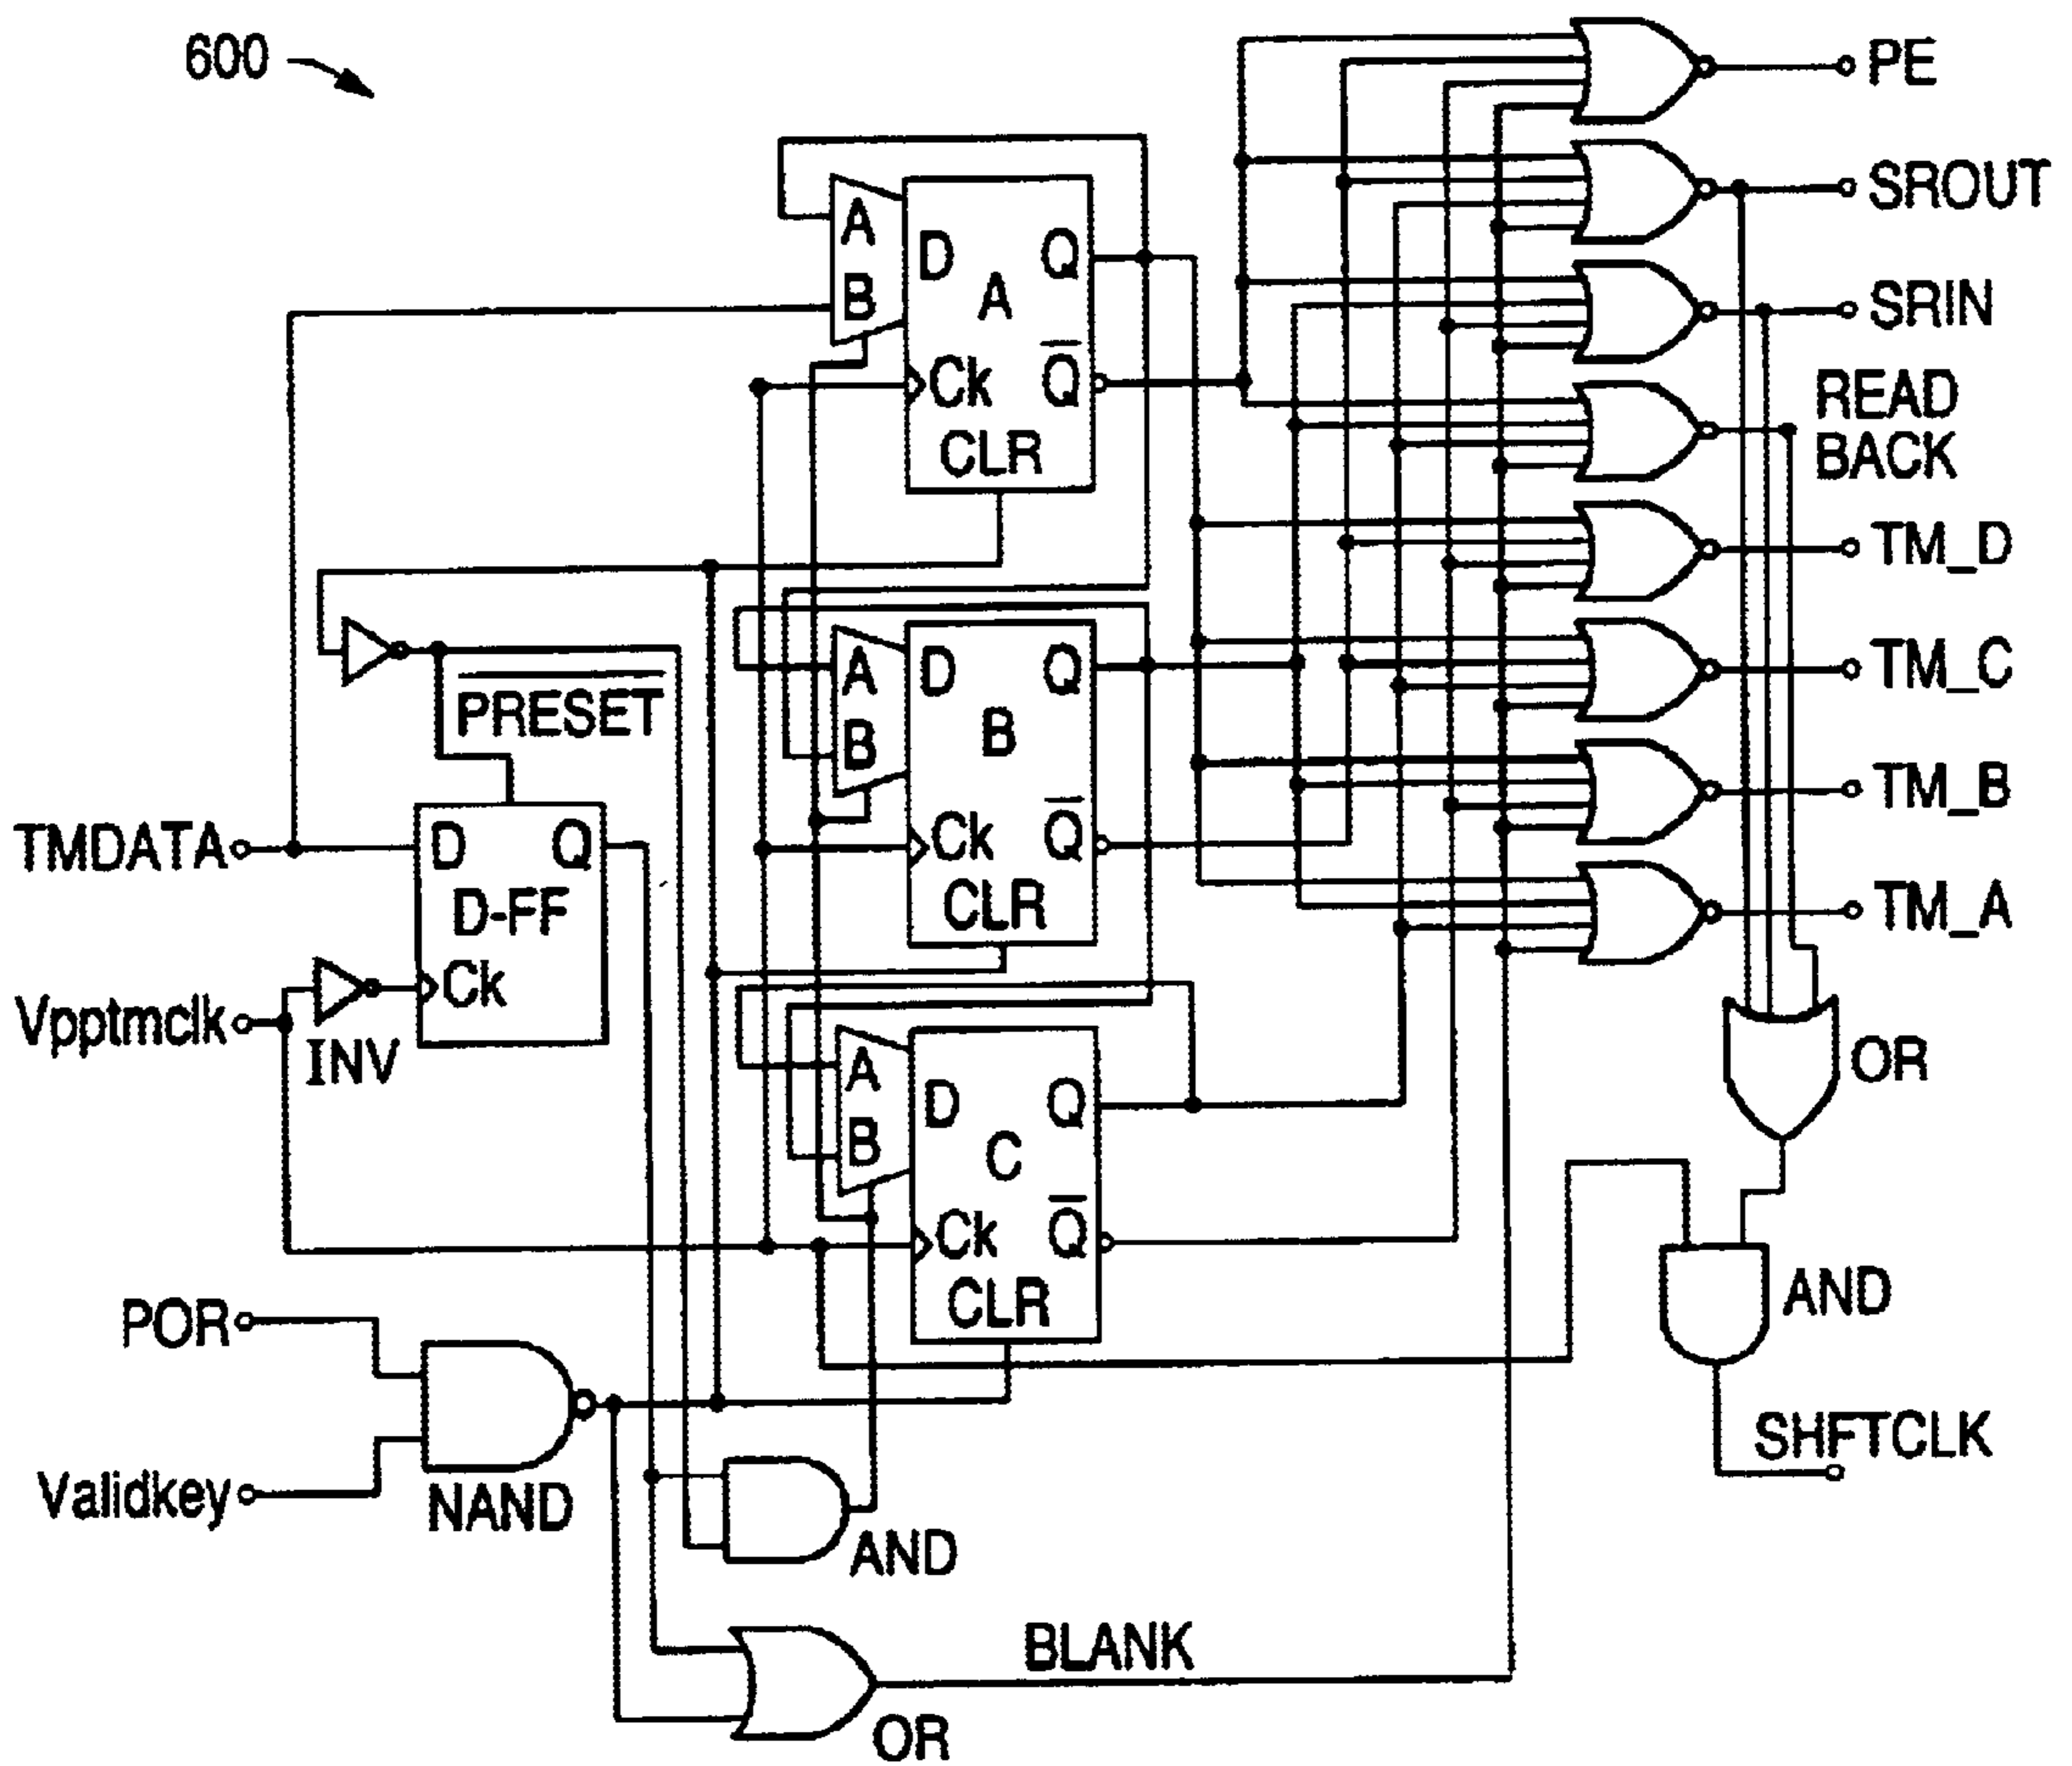 600
PE
SROUT
SRIN
READ
BACK
TM_D
TM_C
TM_B
TM_A
A
B
D
Q
A
Ck
Q̅
CLR
A
B
D
Q
B
Ck
Q̅
CLR
A
B
D
Q
C
Ck
Q̅
CLR
P̅R̅E̅S̅E̅T̅
TMDATA
D
Q
D-FF
Ck
Vpptmclk
INV
POR
Validkey
NAND
AND
BLANK
OR
OR
AND
SHFTCLK